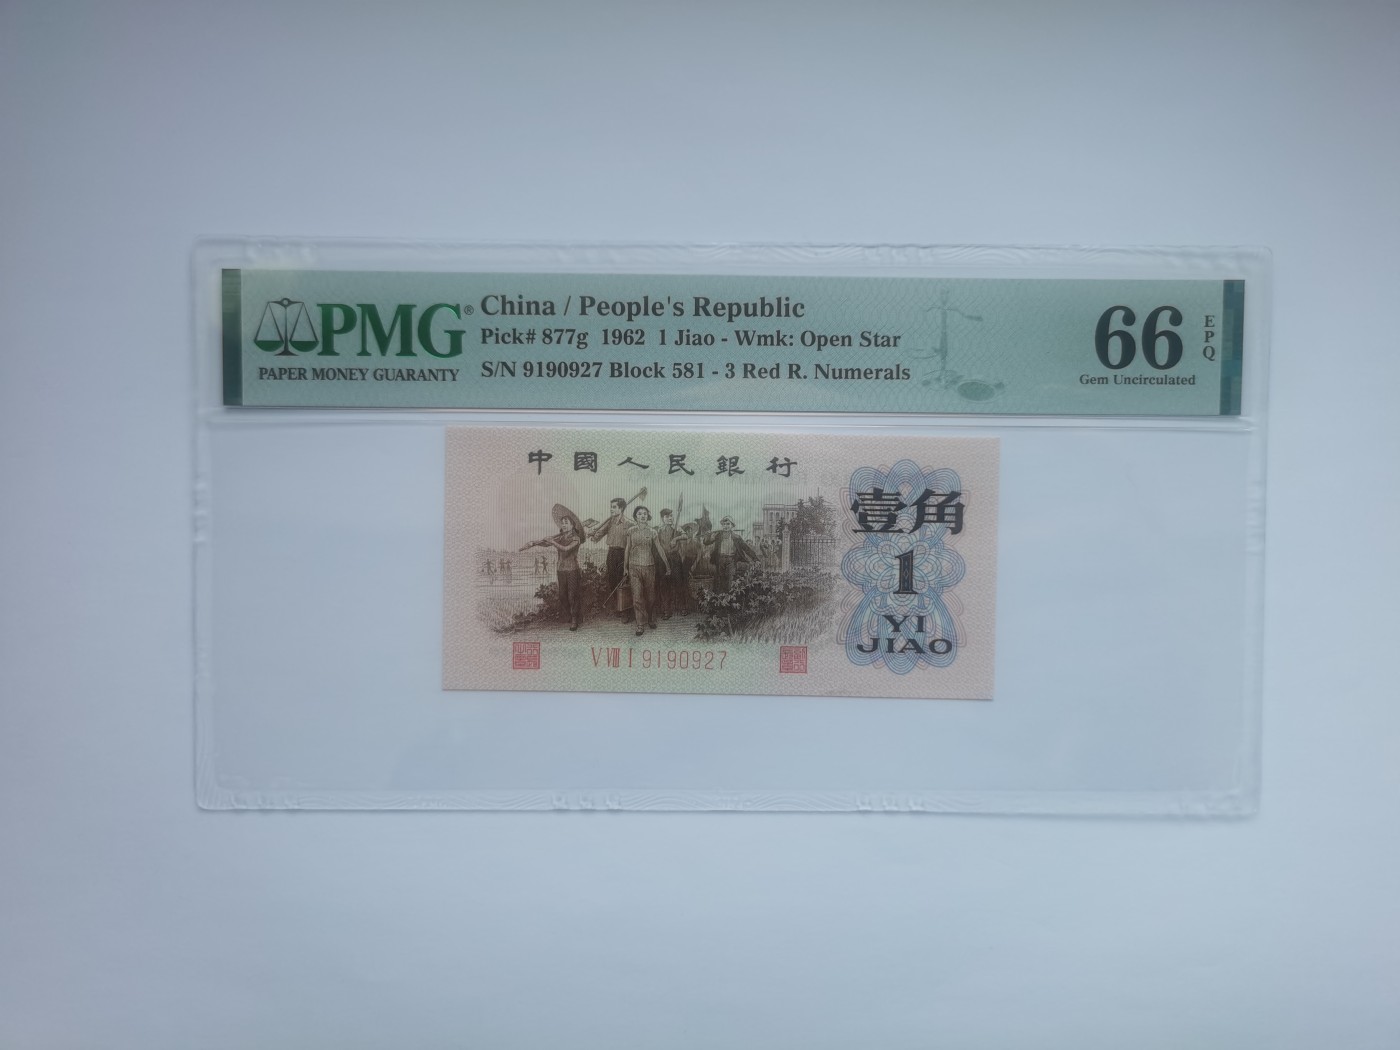 PMG®
PAPER MONEY GUARANTY
China / People's Republic
Pick# 877g 1962 1 Jiao - Wmk: Open Star
S/N 9190927 Block 581 - 3 Red R. Numerals
66
EPQ
Gem Uncirculated
中國人民銀行
壹角
1
YI
JIAO
V VIII I 9190927